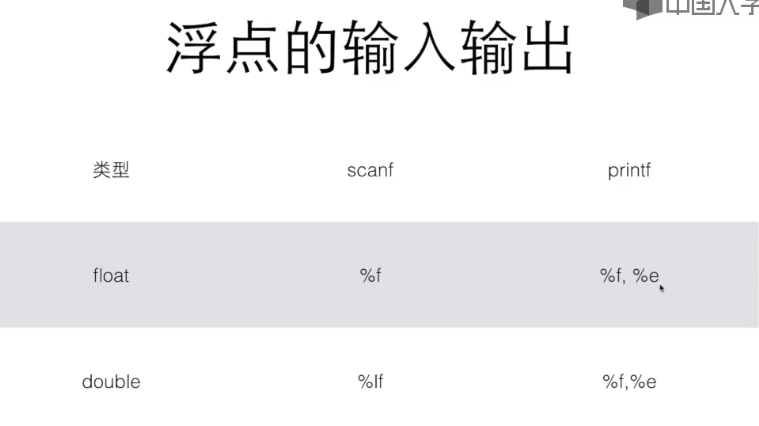 中国大学
浮点的输入输出
类型 scanf printf
float %f %f, %e
double %lf %f,%e